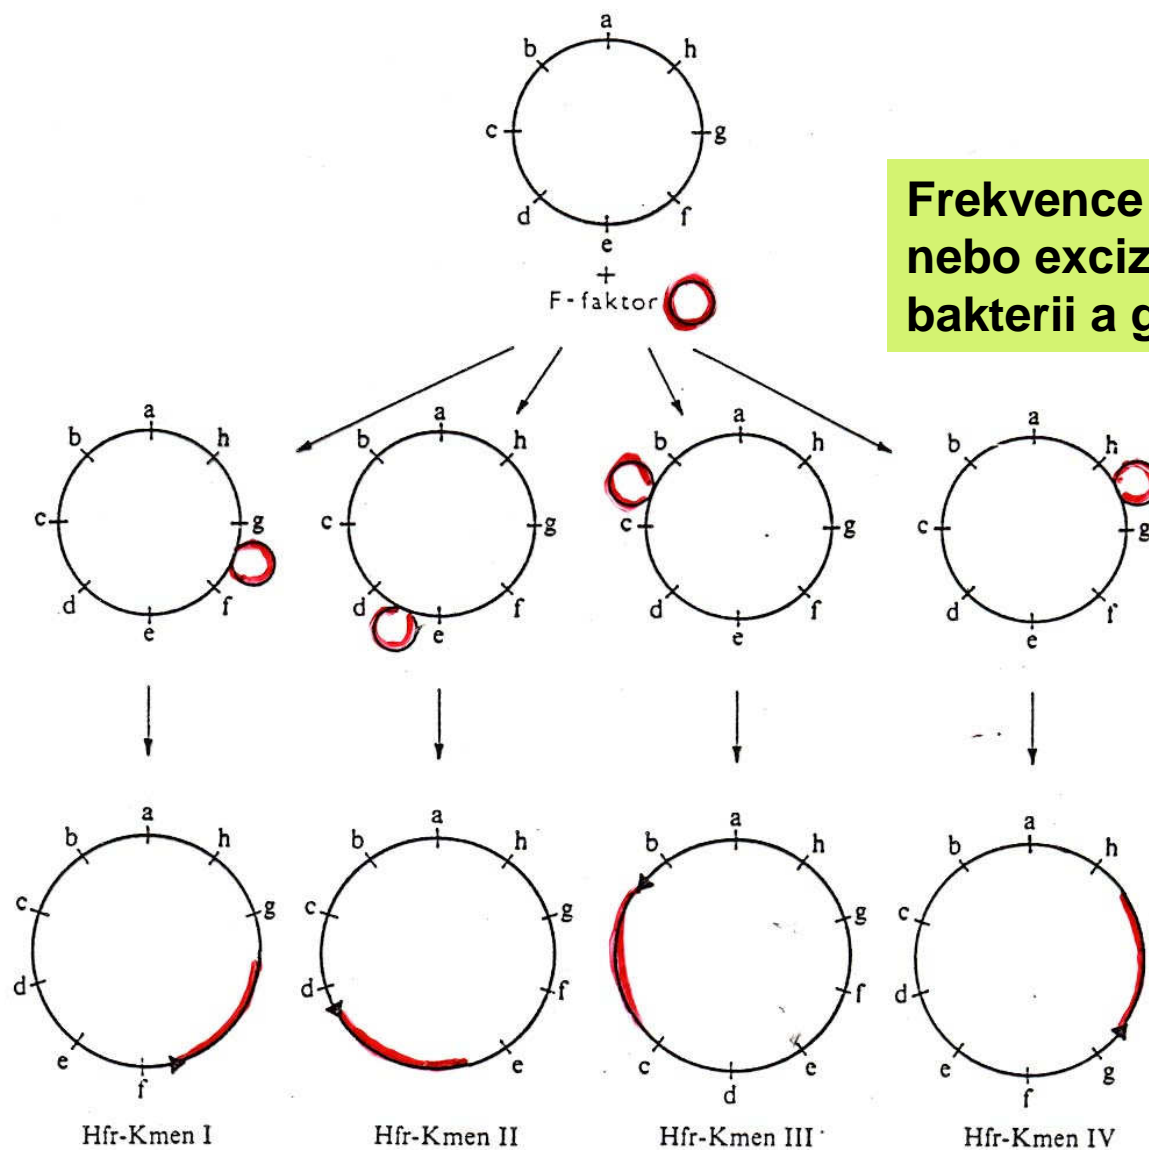 a
b h
c g
d f
e
+
F-faktor
Frekvence
nebo exciz
bakterii a g
a
b h
c g
d f
e
a
b h
c g
d f
e
a
b h
c g
d f
e
a
b h
c g
d f
e
a
b h
c g
d
e
f
Hfr-Kmen I
a
b h
c g
d f
e
Hfr-Kmen II
a
b h
g
f
c e
d
Hfr-Kmen III
a
b h
c
d
e g
f
Hfr-Kmen IV